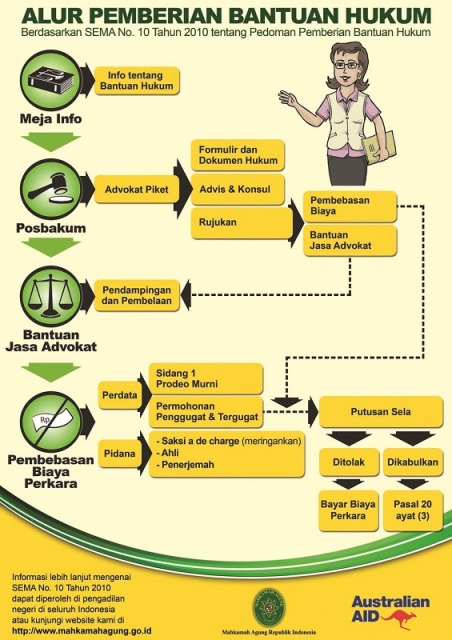 ALUR PEMBERIAN BANTUAN HUKUM
Berdasarkan SEMA No. 10 Tahun 2010 tentang Pedoman Pemberian Bantuan Hukum
Meja Info
Info tentang
Bantuan Hukum
Posbakum
Advokat Piket
Formulir dan
Dokumen Hukum
Advis & Konsul
Rujukan
Pembebasan
Biaya
Bantuan
Jasa Advokat
Bantuan
Jasa Advokat
Pendampingan
dan Pembelaan
Rp
Pembebasan
Biaya
Perkara
Perdata
Sidang 1
Prodeo Murni
Permohonan
Penggugat & Tergugat
Pidana
- Saksi a de charge (meringankan)
- Ahli
- Penerjemah
Putusan Sela
Ditolak
Dikabulkan
Bayar Biaya
Perkara
Pasal 20
ayat (3)
Informasi lebih lanjut mengenai
SEMA No. 10 Tahun 2010
dapat diperoleh di pengadilan
negeri di seluruh Indonesia
atau kunjungi website kami di
http://www.mahkamahagung.go.id
Mahkamah Agung Republik Indonesia
Australian
AID